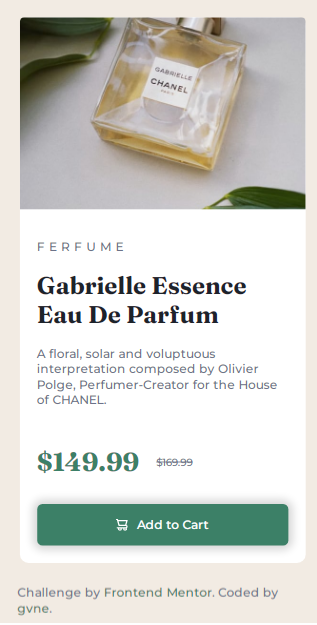 GABRIELLE
CHANEL
PARIS
FERFUME
Gabrielle Essence
Eau De Parfum
A floral, solar and voluptuous
interpretation composed by Olivier
Polge, Perfumer-Creator for the House
of CHANEL.
$149.99 $169.99
Add to Cart
Challenge by Frontend Mentor. Coded by
gvne.